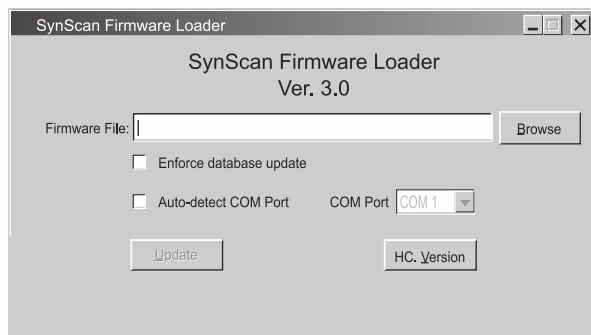 SynScan Firmware Loader
SynScan Firmware Loader
Ver. 3.0
Firmware File: Browse
Enforce database update
Auto-detect COM Port COM Port COM 1
Update HC. Version